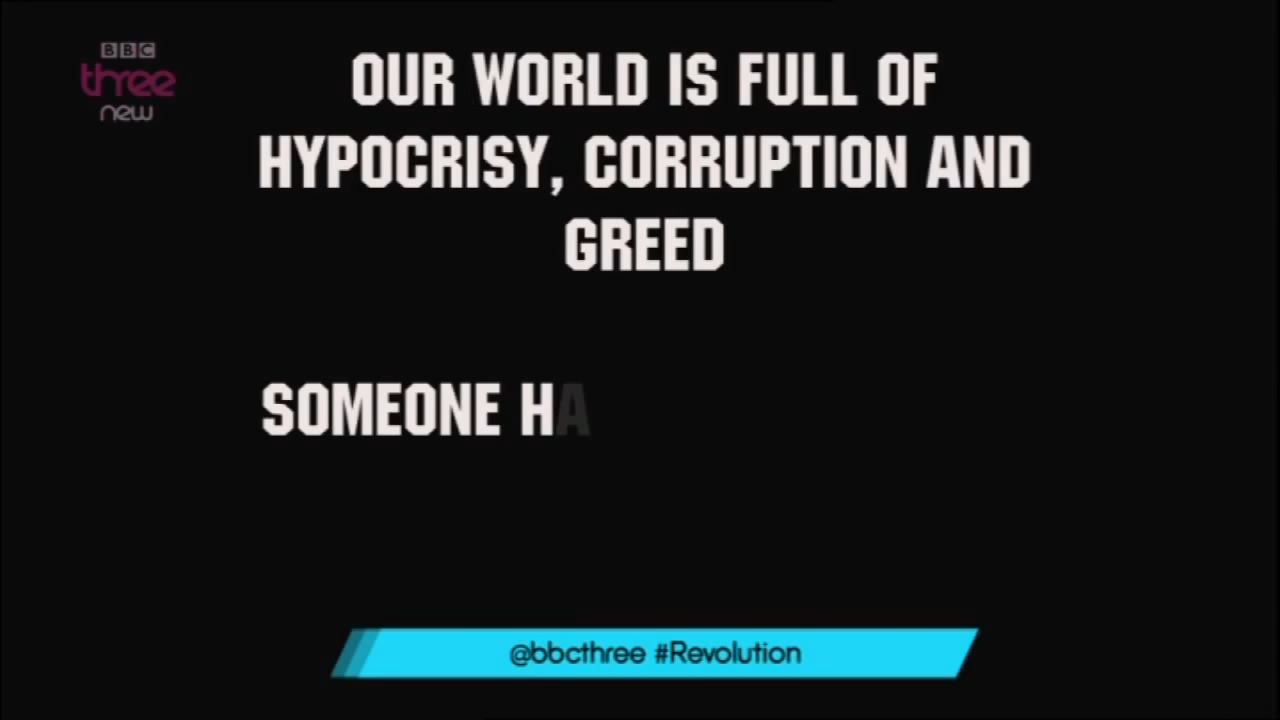 BBC
three
new
OUR WORLD IS FULL OF
HYPOCRISY, CORRUPTION AND
GREED
SOMEONE HA
@bbcthree #Revolution